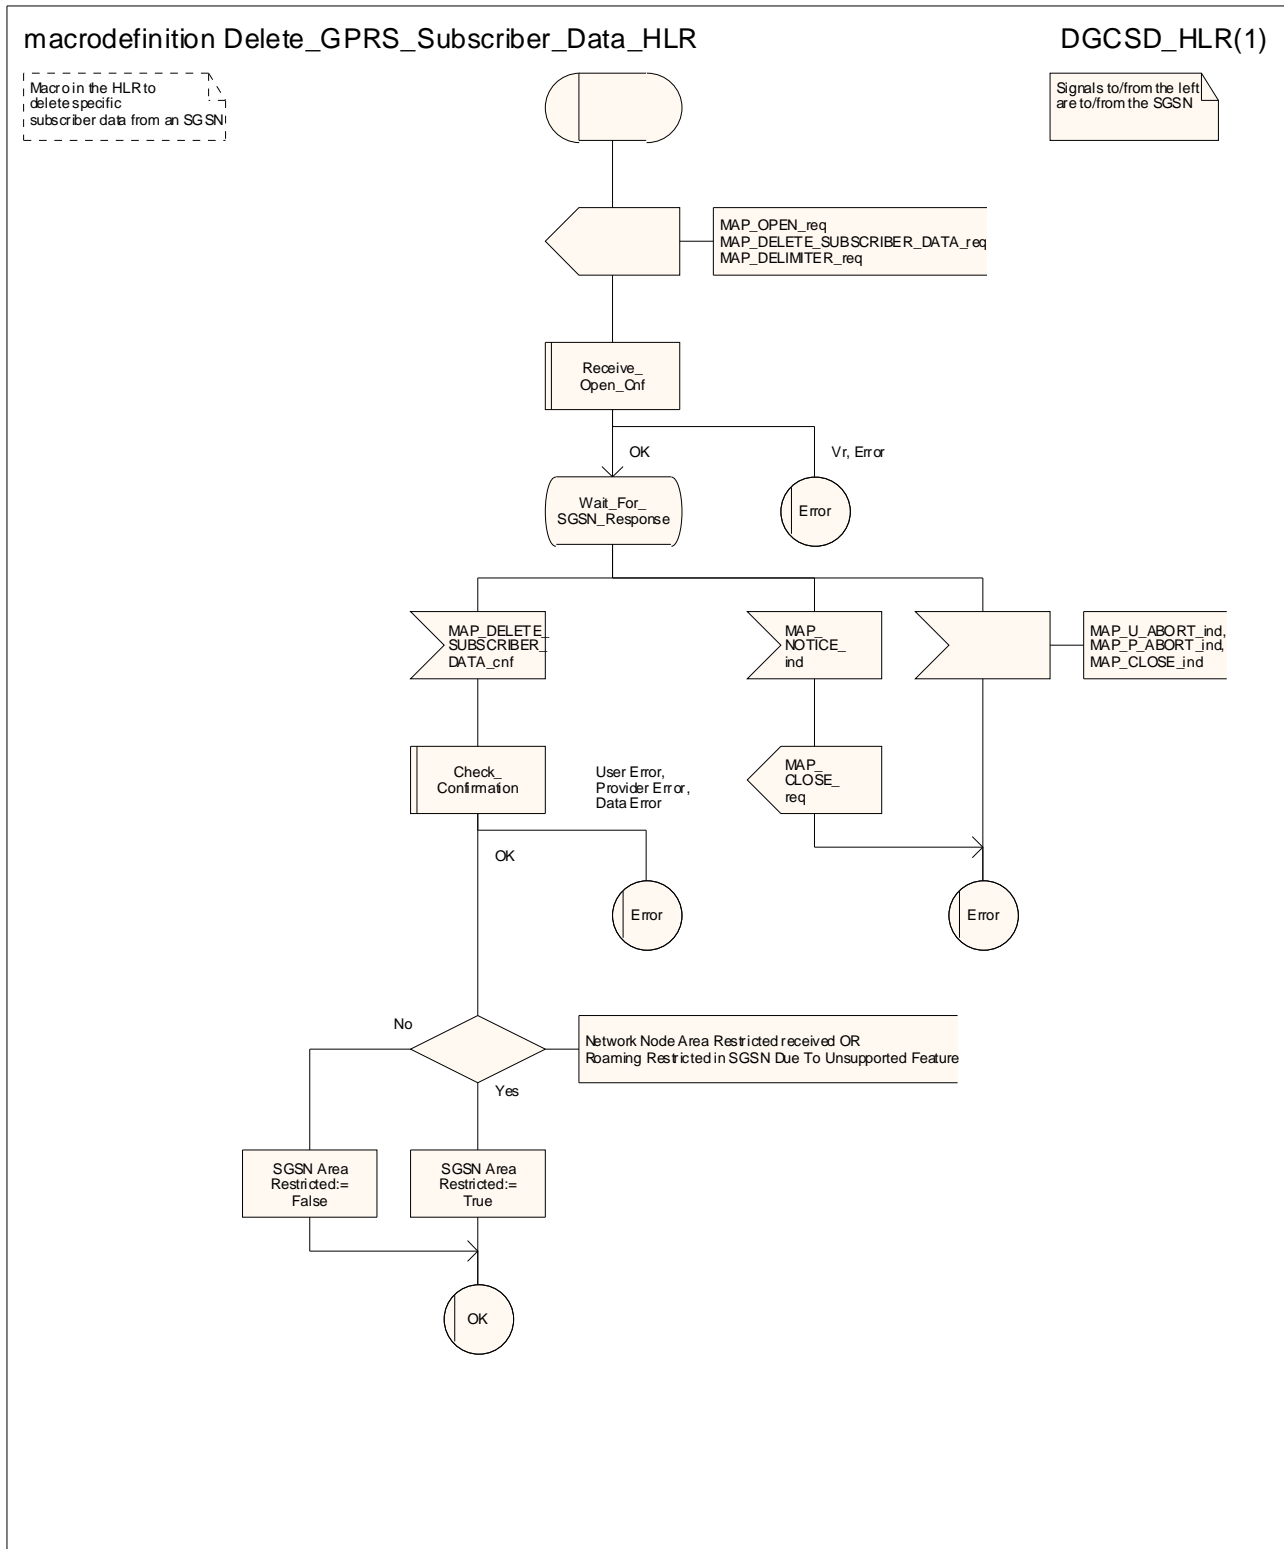 macrodefinition Delete_GPRS_Subscriber_Data_HLR
DGCSD_HLR(1)
Macro in the HLR to
delete specific
subscriber data from an SGSN
Signals to/from the left
are to/from the SGSN
MAP_OPEN_req
MAP_DELETE_SUBSCRIBER_DATA_req
MAP_DELIMITER_req
Receive_
Open_Cnf
OK
Vr, Error
Wait_For_
SGSN_Response
Error
MAP_DELETE_
SUBSCRIBER_
DATA_cnf
MAP_
NOTICE_
ind
MAP_U_ABORT_ind,
MAP_P_ABORT_ind,
MAP_CLOSE_ind
Check_
Confirmation
User Error,
Provider Error,
Data Error
MAP_
CLOSE_
req
OK
Error
Error
No
Network Node Area Restricted received OR
Roaming Restricted in SGSN Due To Unsupported Feature
Yes
SGSN Area
Restricted:=
False
SGSN Area
Restricted:=
True
OK